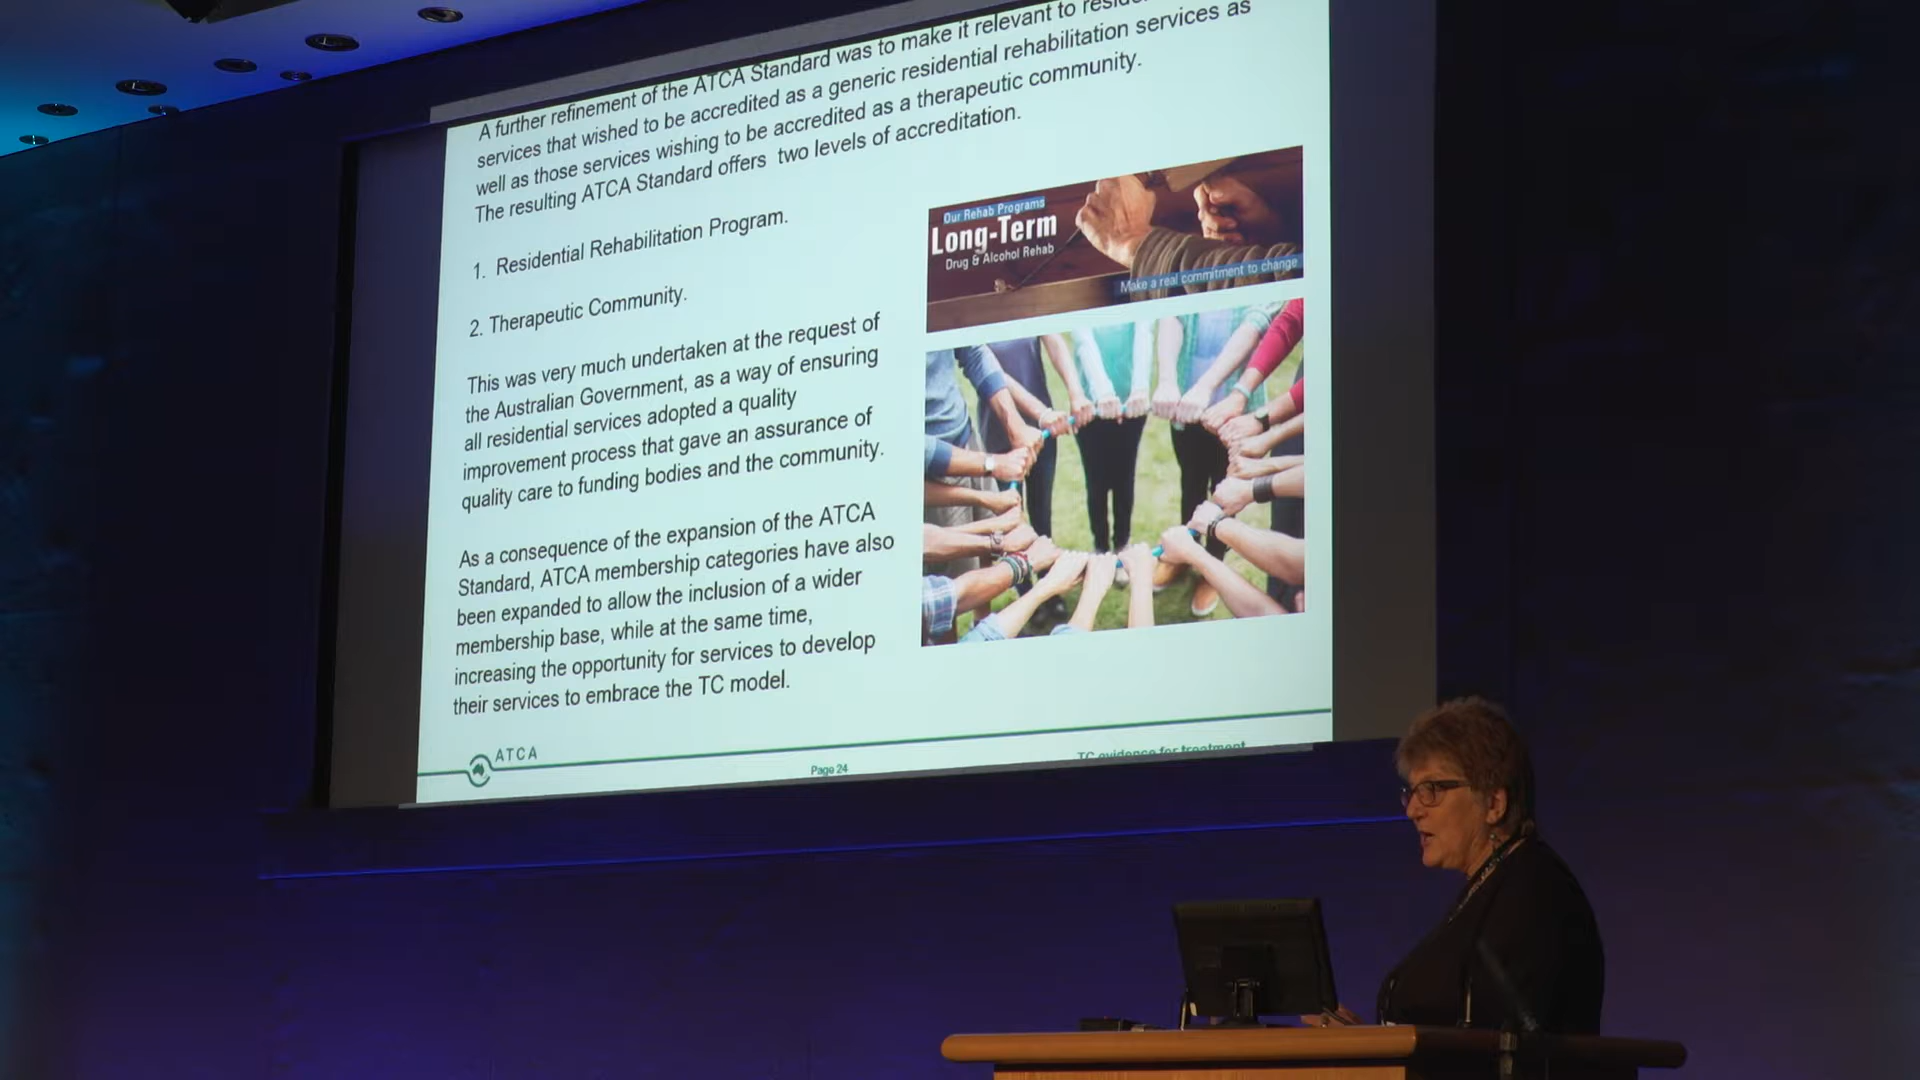 A further refinement of the ATCA Standard was to make it relevant to
services that wished to be accredited as a generic residential rehabilitation services as
well as those services wishing to be accredited as a therapeutic community.
The resulting ATCA Standard offers two levels of accreditation.
1. Residential Rehabilitation Program.
2. Therapeutic Community.
This was very much undertaken at the request of
the Australian Government, as a way of ensuring
all residential services adopted a quality
improvement process that gave an assurance of
quality care to funding bodies and the community.
As a consequence of the expansion of the ATCA
Standard, ATCA membership categories have also
been expanded to allow the inclusion of a wider
membership base, while at the same time,
increasing the opportunity for services to develop
their services to embrace the TC model.
Our Rehab Programs
Long-Term
Drug & Alcohol Rehab
Make a real commitment to change
ATCA
Page 24
TC evidence for treatment